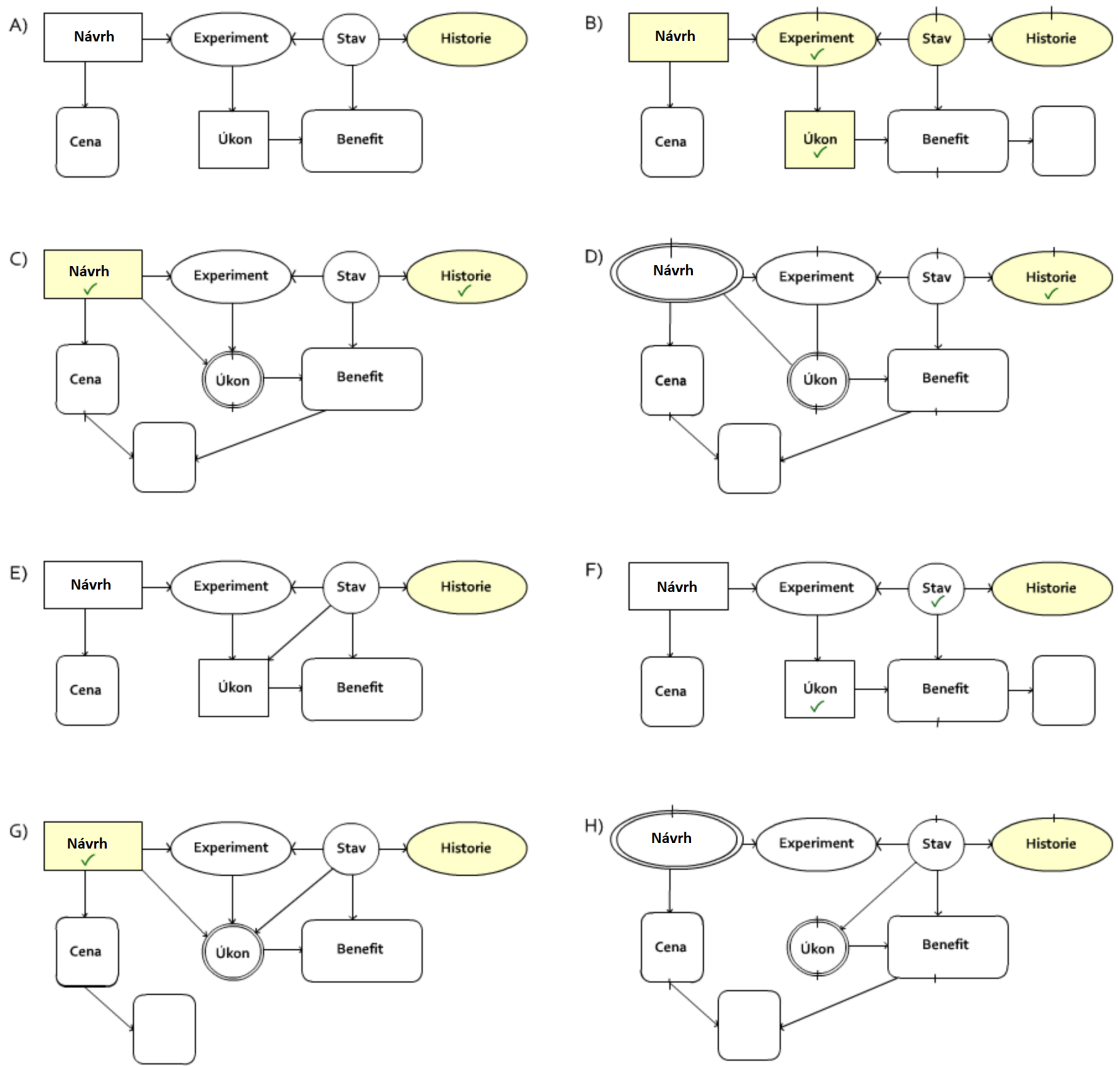 A) Návrh Experiment Stav Historie
Cena Úkon Benefit
B) Návrh Experiment Stav Historie
Cena Úkon Benefit
C) Návrh Experiment Stav Historie
Cena Úkon Benefit
D) Návrh Experiment Stav Historie
Cena Úkon Benefit
E) Návrh Experiment Stav Historie
Cena Úkon Benefit
F) Návrh Experiment Stav Historie
Cena Úkon Benefit
G) Návrh Experiment Stav Historie
Cena Úkon Benefit
H) Návrh Experiment Stav Historie
Cena Úkon Benefit